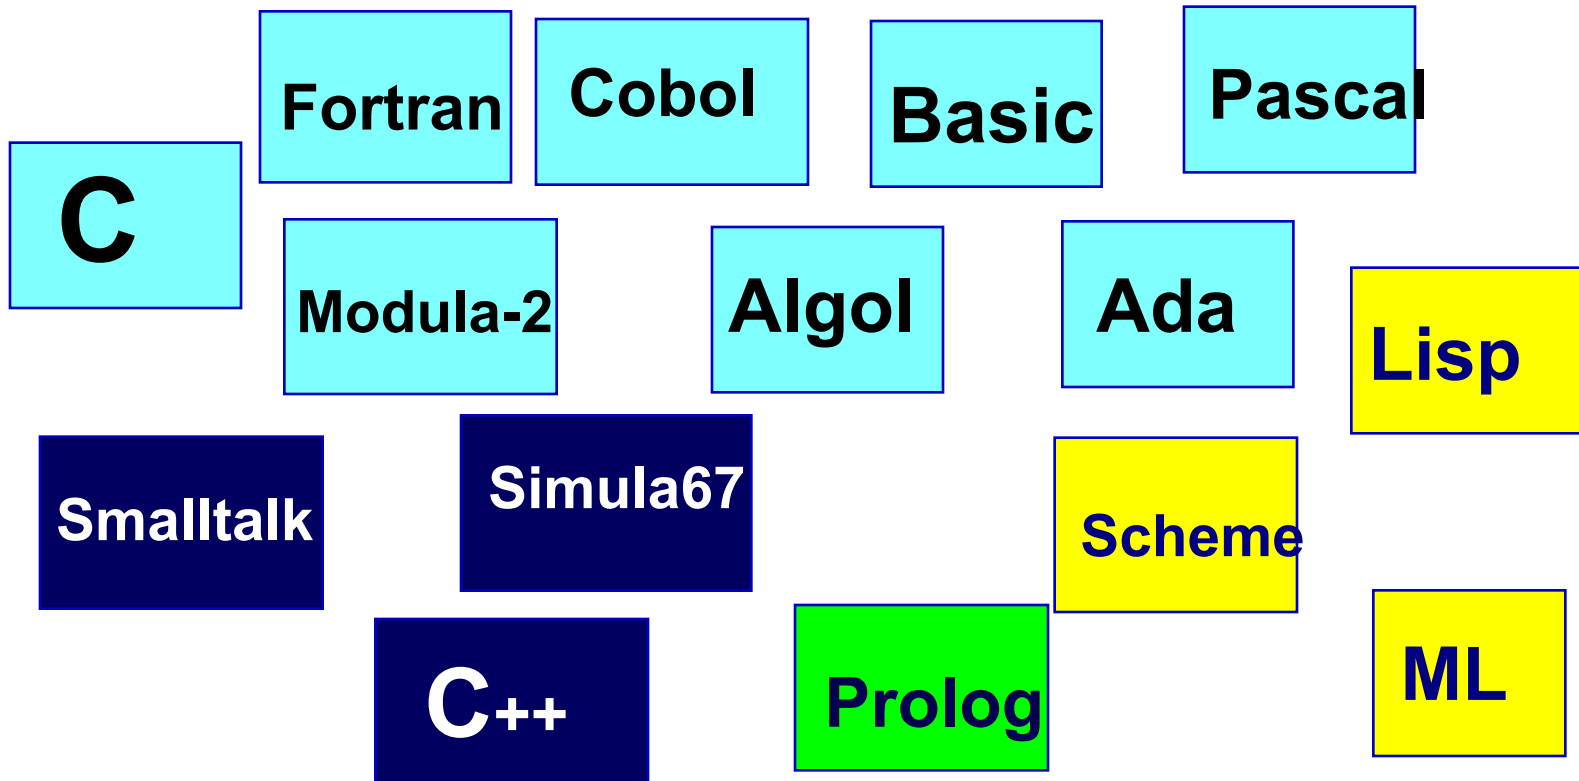 Fortran
Cobol
Basic
Pascal
C
Modula-2
Algol
Ada
Lisp
Smalltalk
Simula67
Scheme
C++
Prolog
ML